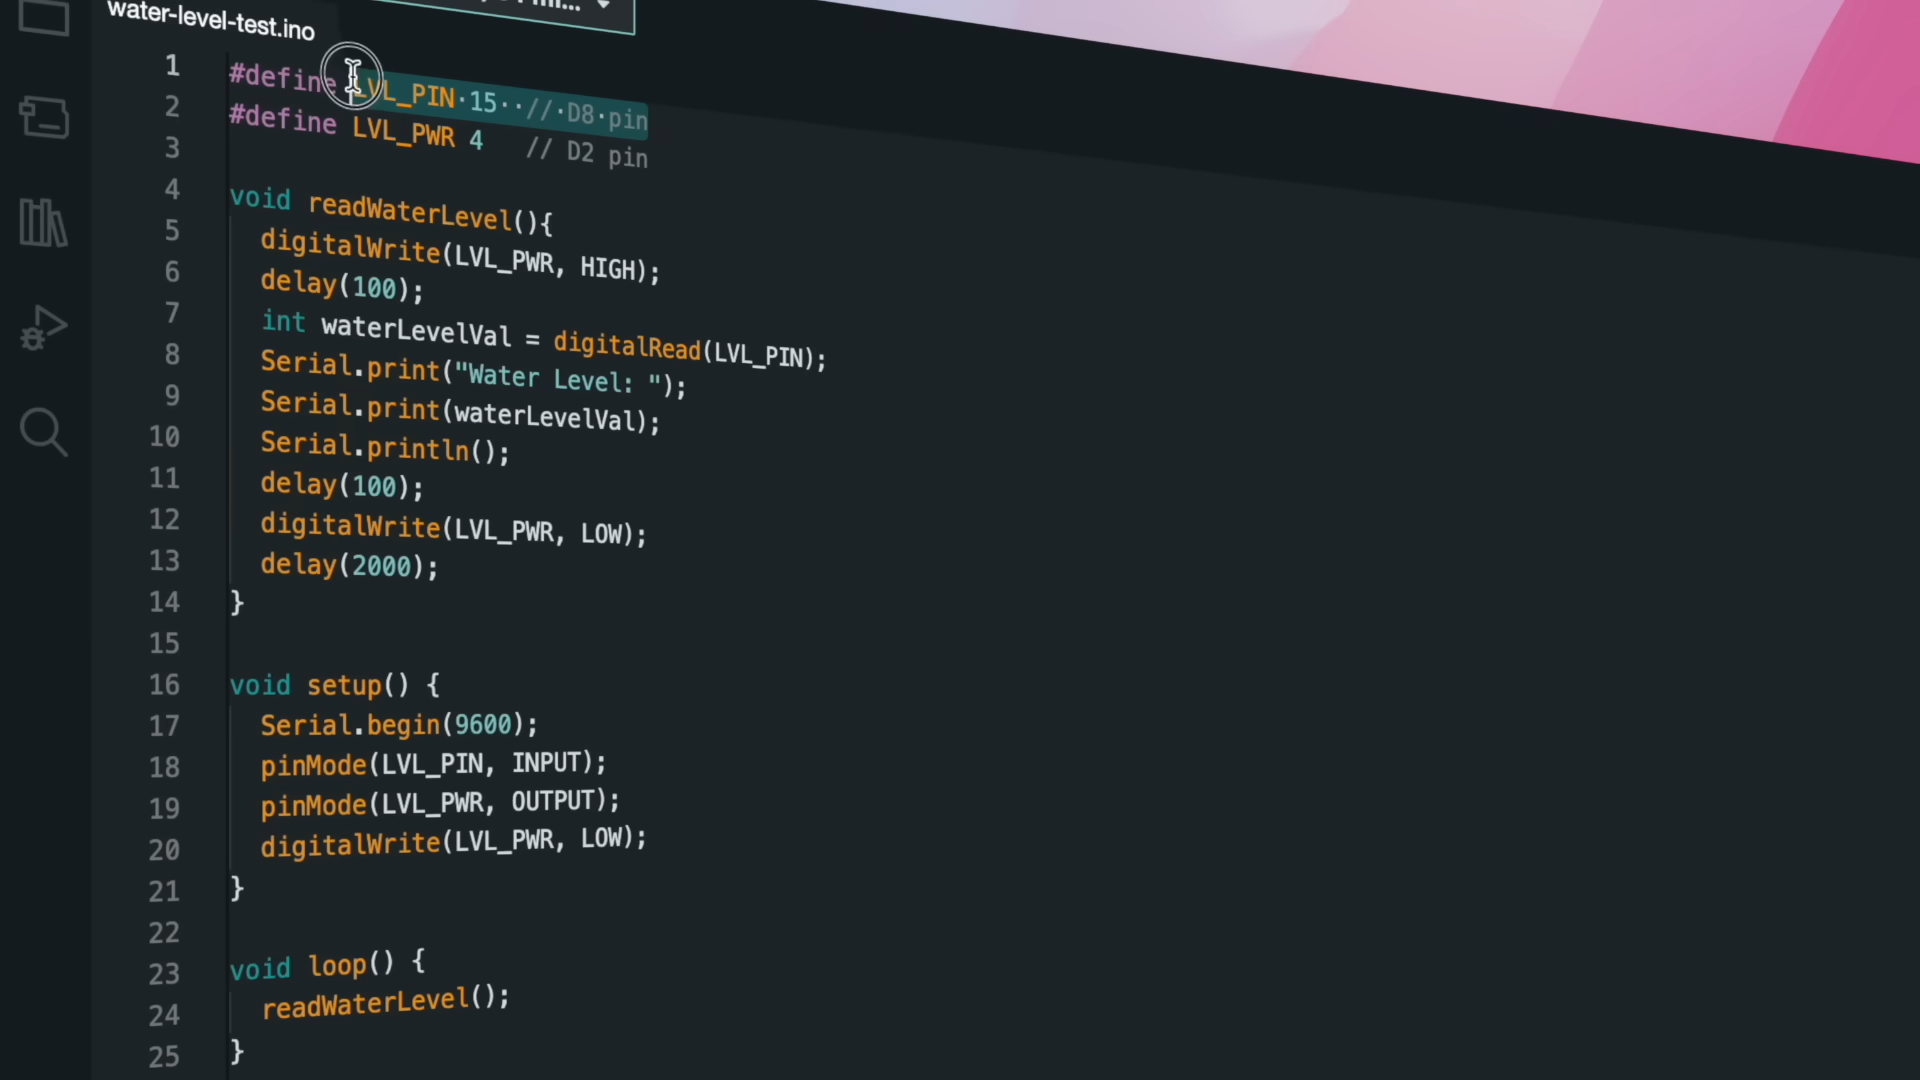 water-level-test.ino
1 #define LVL_PIN 15  // D8 pin
2 #define LVL_PWR 4   // D2 pin
3
4 void readWaterLevel(){
5   digitalWrite(LVL_PWR, HIGH);
6   delay(100);
7   int waterLevelVal = digitalRead(LVL_PIN);
8   Serial.print("Water Level: ");
9   Serial.print(waterLevelVal);
10   Serial.println();
11   delay(100);
12   digitalWrite(LVL_PWR, LOW);
13   delay(2000);
14 }
15
16 void setup() {
17   Serial.begin(9600);
18   pinMode(LVL_PIN, INPUT);
19   pinMode(LVL_PWR, OUTPUT);
20   digitalWrite(LVL_PWR, LOW);
21 }
22
23 void loop() {
24   readWaterLevel();
25 }